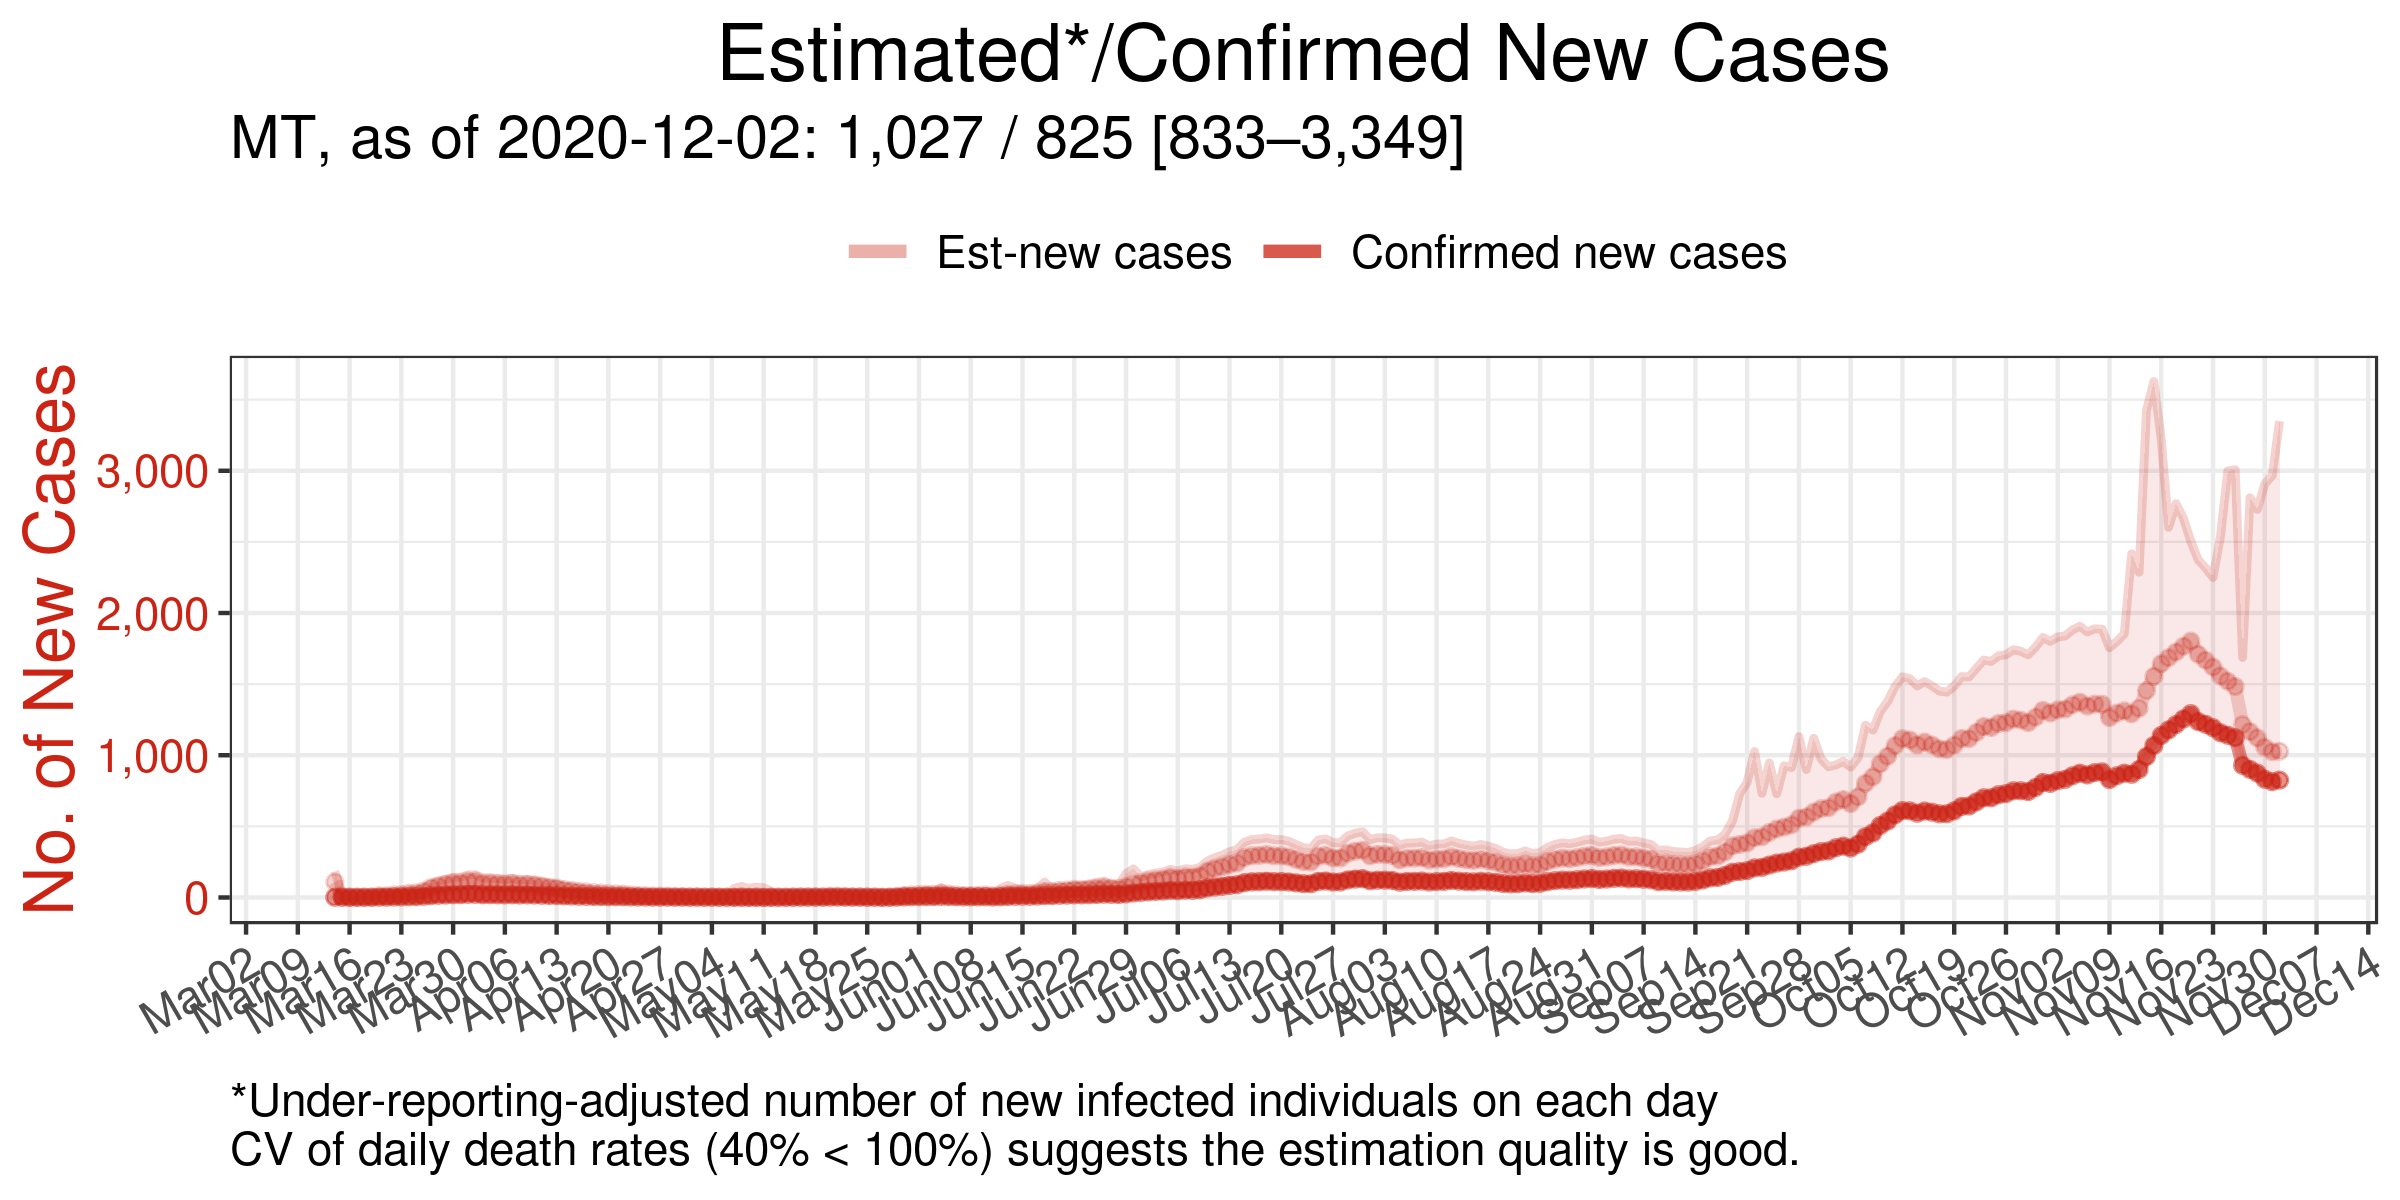 Estimated*/Confirmed New Cases
MT, as of 2020-12-02: 1,027 / 825 [833–3,349]
Est-new cases
Confirmed new cases
No. of New Cases
3,000
2,000
1,000
0
Mar02
Mar09
Mar16
Mar23
Mar30
Apr06
Apr13
Apr20
Apr27
May04
May11
May18
May25
Jun01
Jun08
Jun15
Jun22
Jun29
Jul06
Jul13
Jul20
Jul27
Aug03
Aug10
Aug17
Aug24
Aug31
Sep07
Sep14
Sep21
Sep28
Oct05
Oct12
Oct19
Oct26
Nov02
Nov09
Nov16
Nov23
Nov30
Dec07
Dec14
*Under-reporting-adjusted number of new infected individuals on each day
CV of daily death rates (40% < 100%) suggests the estimation quality is good.